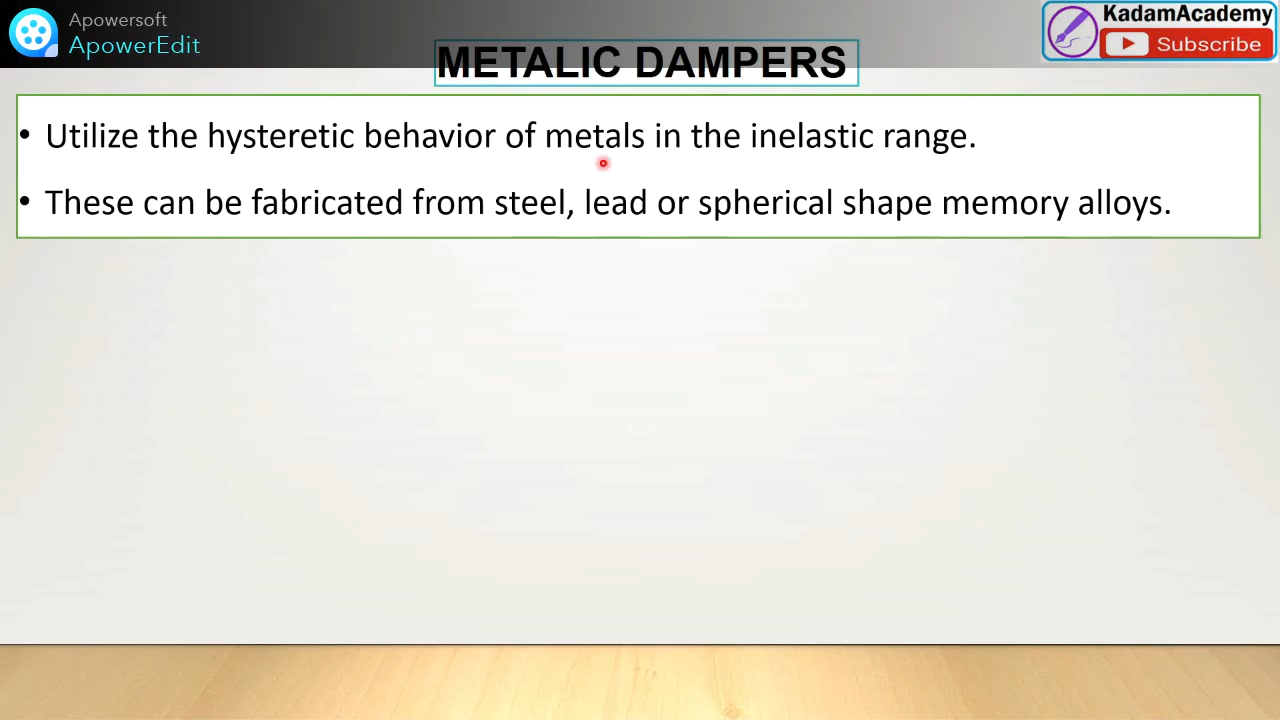 Apowersoft
ApowerEdit
KadamAcademy
Subscribe
METALIC DAMPERS
• Utilize the hysteretic behavior of metals in the inelastic range.
• These can be fabricated from steel, lead or spherical shape memory alloys.